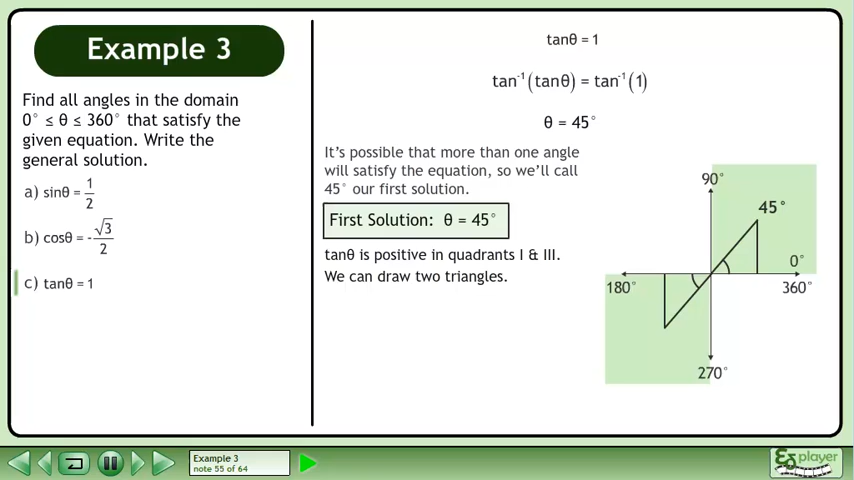 Example 3
Find all angles in the domain
0° ≤ θ ≤ 360° that satisfy the
given equation. Write the
general solution.
a) sinθ = 1/2
b) cosθ = -√3/2
c) tanθ = 1
tanθ = 1
tan⁻¹(tanθ) = tan⁻¹(1)
θ = 45°
It's possible that more than one angle
will satisfy the equation, so we'll call
45° our first solution.
First Solution: θ = 45°
tanθ is positive in quadrants I & III.
We can draw two triangles.
90°
45°
0°
180°
360°
270°
Example 3
note 55 of 64
player